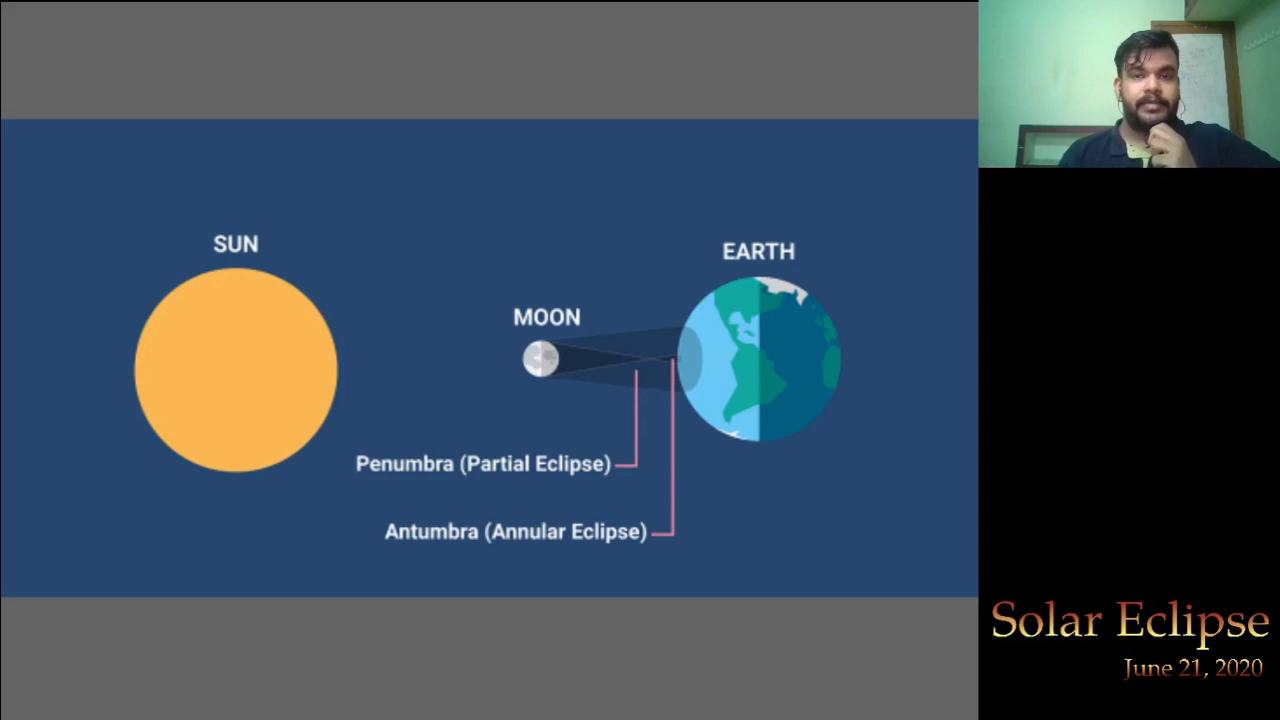 SUN
EARTH
MOON
Penumbra (Partial Eclipse)
Antumbra (Annular Eclipse)
Solar Eclipse
June 21, 2020